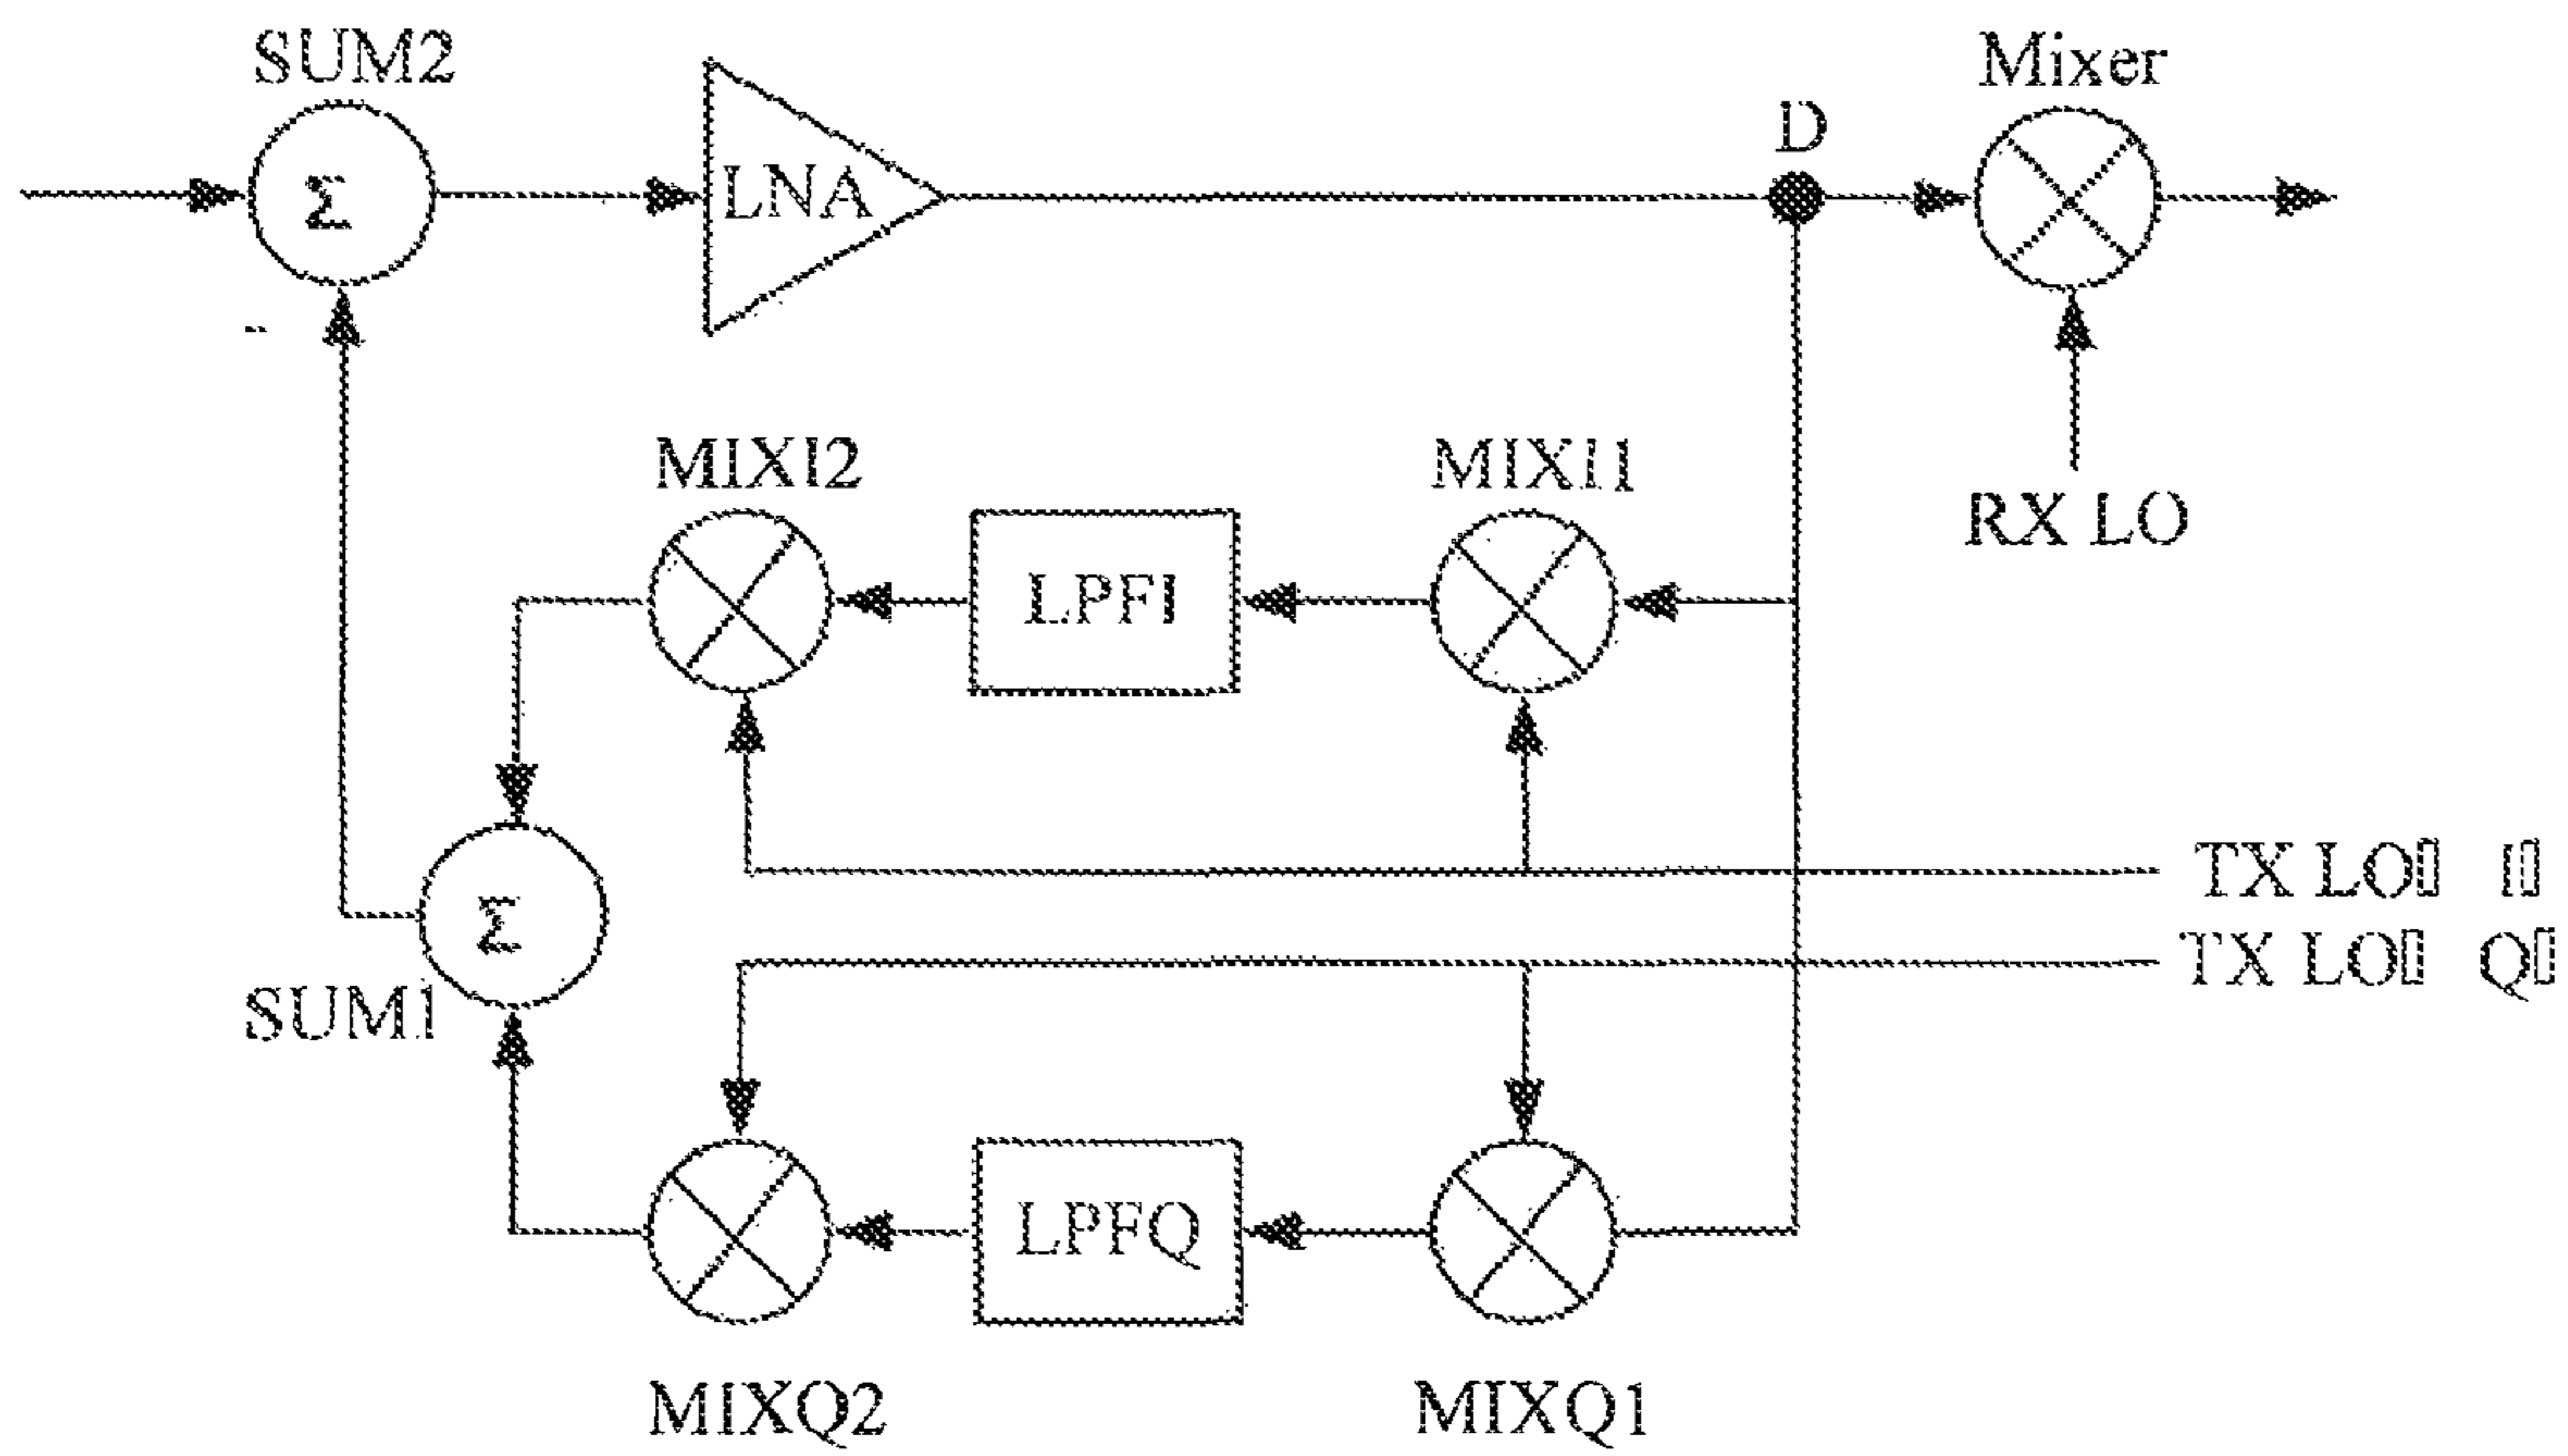 SUM2
Mixer
D
Σ
LNA
-
MIXI2
MIXI1
RX LO
LPFI
TX LO▯ I▯
Σ
TX LO▯ Q▯
SUM1
LPFQ
MIXQ2
MIXQ1